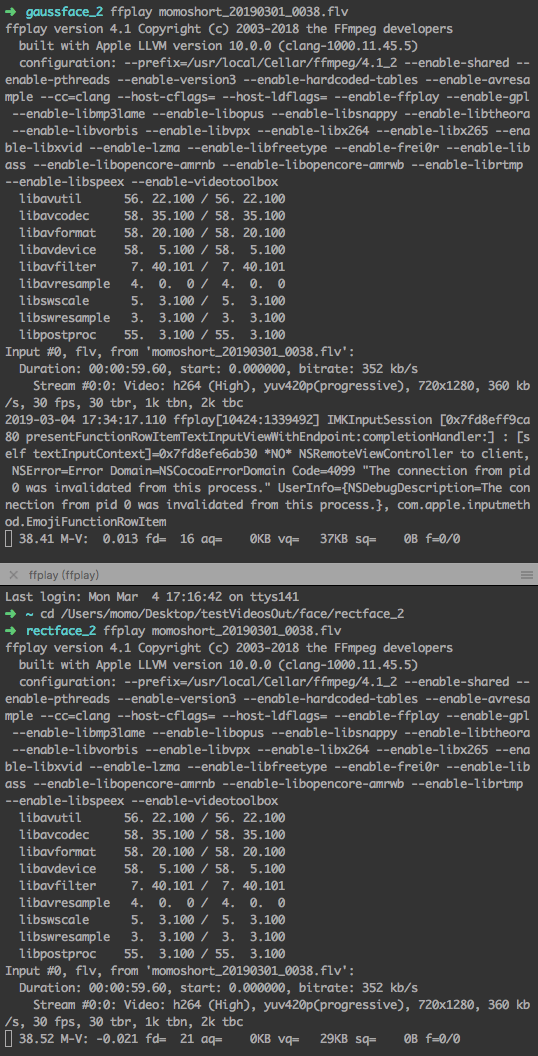 ➜  gaussface_2 ffplay momoshort_20190301_0038.flv
ffplay version 4.1 Copyright (c) 2003-2018 the FFmpeg developers
  built with Apple LLVM version 10.0.0 (clang-1000.11.45.5)
  configuration: --prefix=/usr/local/Cellar/ffmpeg/4.1_2 --enable-shared --
enable-pthreads --enable-version3 --enable-hardcoded-tables --enable-avresa
mple --cc=clang --host-cflags= --host-ldflags= --enable-ffplay --enable-gpl
 --enable-libmp3lame --enable-libopus --enable-libsnappy --enable-libtheora
 --enable-libvorbis --enable-libvpx --enable-libx264 --enable-libx265 --ena
ble-libxvid --enable-lzma --enable-libfreetype --enable-frei0r --enable-lib
ass --enable-libopencore-amrnb --enable-libopencore-amrwb --enable-librtmp
--enable-libspeex --enable-videotoolbox
  libavutil      56. 22.100 / 56. 22.100
  libavcodec     58. 35.100 / 58. 35.100
  libavformat    58. 20.100 / 58. 20.100
  libavdevice    58.  5.100 / 58.  5.100
  libavfilter     7. 40.101 /  7. 40.101
  libavresample   4.  0.  0 /  4.  0.  0
  libswscale      5.  3.100 /  5.  3.100
  libswresample   3.  3.100 /  3.  3.100
  libpostproc    55.  3.100 / 55.  3.100
Input #0, flv, from 'momoshort_20190301_0038.flv':
  Duration: 00:00:59.60, start: 0.000000, bitrate: 352 kb/s
    Stream #0:0: Video: h264 (High), yuv420p(progressive), 720x1280, 360 kb
/s, 30 fps, 30 tbr, 1k tbn, 2k tbc
2019-03-04 17:34:17.110 ffplay[10424:1339492] IMKInputSession [0x7fd8eff9ca
80 presentFunctionRowItemTextInputViewWithEndpoint:completionHandler:] : [s
elf textInputContext]=0x7fd8efe6ab30 *NO* NSRemoteViewController to client,
 NSError=Error Domain=NSCocoaErrorDomain Code=4099 "The connection from pid
 0 was invalidated from this process." UserInfo={NSDebugDescription=The con
nection from pid 0 was invalidated from this process.}, com.apple.inputmeth
od.EmojiFunctionRowItem
  38.41 M-V:  0.013 fd=  16 aq=    0KB vq=   37KB sq=    0B f=0/0
ffplay (ffplay)
Last login: Mon Mar  4 17:16:42 on ttys141
➜  ~ cd /Users/momo/Desktop/testVideosOut/face/rectface_2
➜  rectface_2 ffplay momoshort_20190301_0038.flv
ffplay version 4.1 Copyright (c) 2003-2018 the FFmpeg developers
  built with Apple LLVM version 10.0.0 (clang-1000.11.45.5)
  configuration: --prefix=/usr/local/Cellar/ffmpeg/4.1_2 --enable-shared --
enable-pthreads --enable-version3 --enable-hardcoded-tables --enable-avresa
mple --cc=clang --host-cflags= --host-ldflags= --enable-ffplay --enable-gpl
 --enable-libmp3lame --enable-libopus --enable-libsnappy --enable-libtheora
 --enable-libvorbis --enable-libvpx --enable-libx264 --enable-libx265 --ena
ble-libxvid --enable-lzma --enable-libfreetype --enable-frei0r --enable-lib
ass --enable-libopencore-amrnb --enable-libopencore-amrwb --enable-librtmp
--enable-libspeex --enable-videotoolbox
  libavutil      56. 22.100 / 56. 22.100
  libavcodec     58. 35.100 / 58. 35.100
  libavformat    58. 20.100 / 58. 20.100
  libavdevice    58.  5.100 / 58.  5.100
  libavfilter     7. 40.101 /  7. 40.101
  libavresample   4.  0.  0 /  4.  0.  0
  libswscale      5.  3.100 /  5.  3.100
  libswresample   3.  3.100 /  3.  3.100
  libpostproc    55.  3.100 / 55.  3.100
Input #0, flv, from 'momoshort_20190301_0038.flv':
  Duration: 00:00:59.60, start: 0.000000, bitrate: 352 kb/s
    Stream #0:0: Video: h264 (High), yuv420p(progressive), 720x1280, 360 kb
/s, 30 fps, 30 tbr, 1k tbn, 2k tbc
  38.52 M-V: -0.021 fd=  21 aq=    0KB vq=   29KB sq=    0B f=0/0